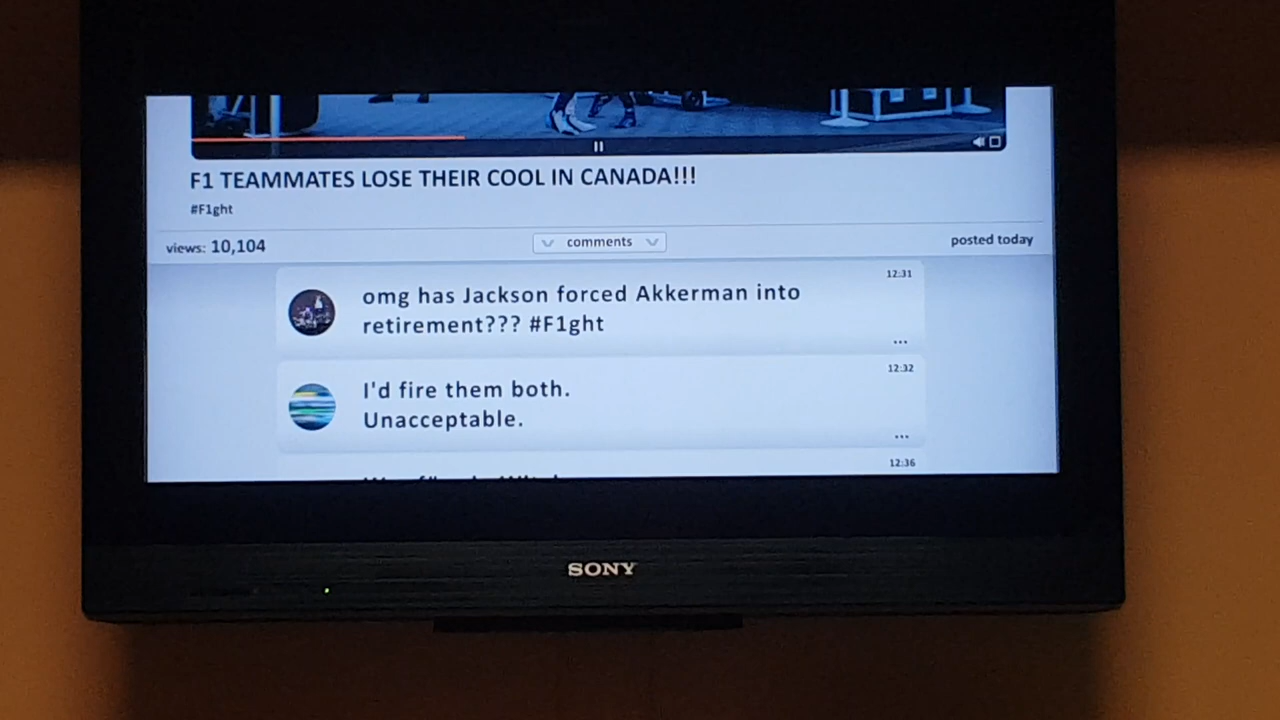 F1 TEAMMATES LOSE THEIR COOL IN CANADA!!!
#F1ght
views: 10,104
comments
posted today
12:31
omg has Jackson forced Akkerman into
retirement??? #F1ght
...
12:32
I'd fire them both.
Unacceptable.
...
12:36
SONY